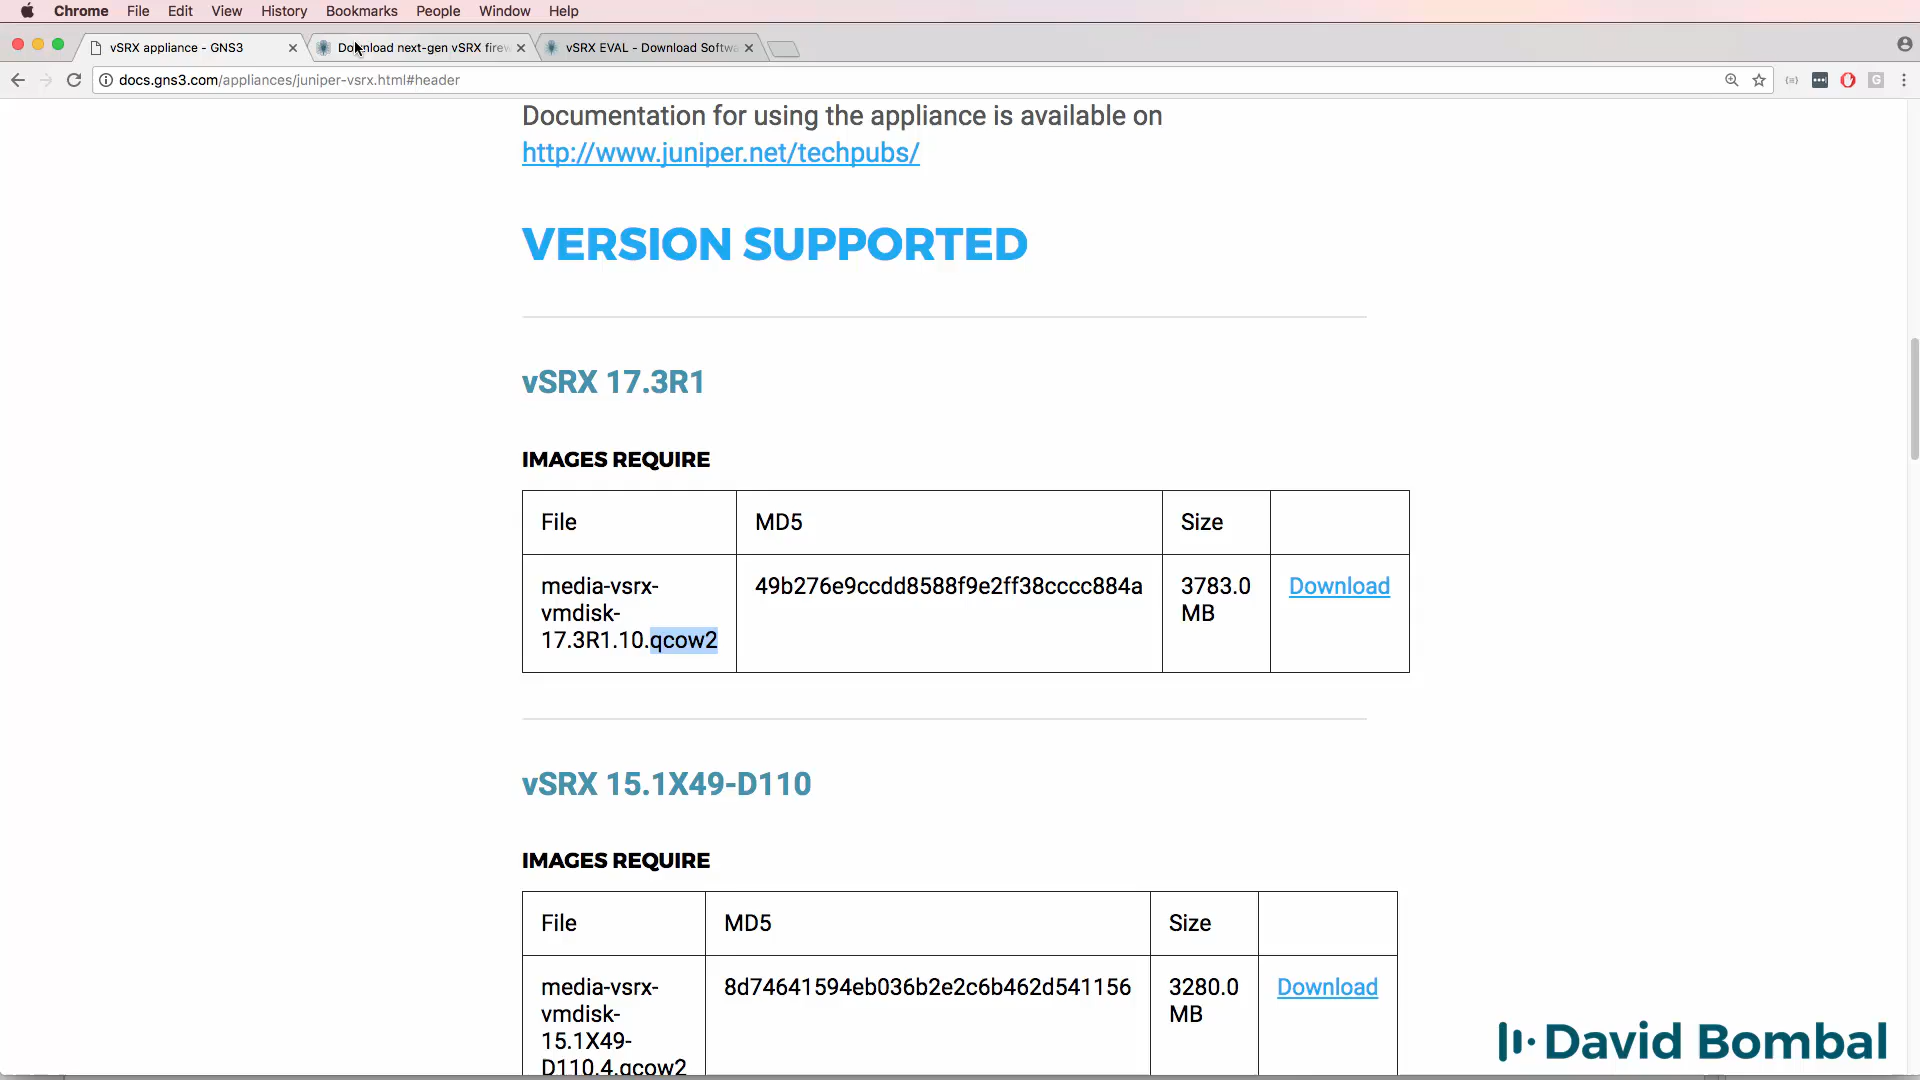 Chrome File Edit View History Bookmarks People Window Help
vSRX appliance - GNS3
Download next-gen vSRX firew
vSRX EVAL - Download Softwa
docs.gns3.com/appliances/juniper-vsrx.html#header
Documentation for using the appliance is available on
http://www.juniper.net/techpubs/
VERSION SUPPORTED
vSRX 17.3R1
IMAGES REQUIRE
File MD5 Size
media-vsrx- 49b276e9ccdd8588f9e2ff38cccc884a 3783.0 Download
vmdisk- MB
17.3R1.10.qcow2
vSRX 15.1X49-D110
IMAGES REQUIRE
File MD5 Size
media-vsrx- 8d74641594eb036b2e2c6b462d541156 3280.0 Download
vmdisk- MB
15.1X49-
D110.4.qcow2
David Bombal